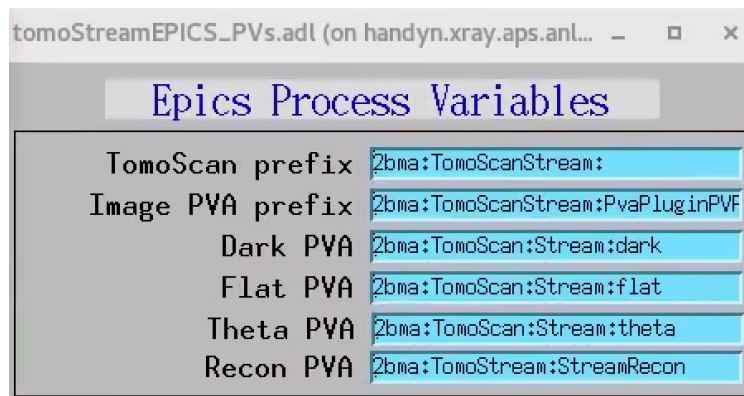 tomoStreamEPICS_PVs.adl (on handyn.xray.aps.anl...
Epics Process Variables
TomoScan prefix 2bma:TomoScanStream:
Image PVA prefix 2bma:TomoScanStream:PvaPluginPVF
Dark PVA 2bma:TomoScan:Stream:dark
Flat PVA 2bma:TomoScan:Stream:flat
Theta PVA 2bma:TomoScan:Stream:theta
Recon PVA 2bma:TomoStream:StreamRecon